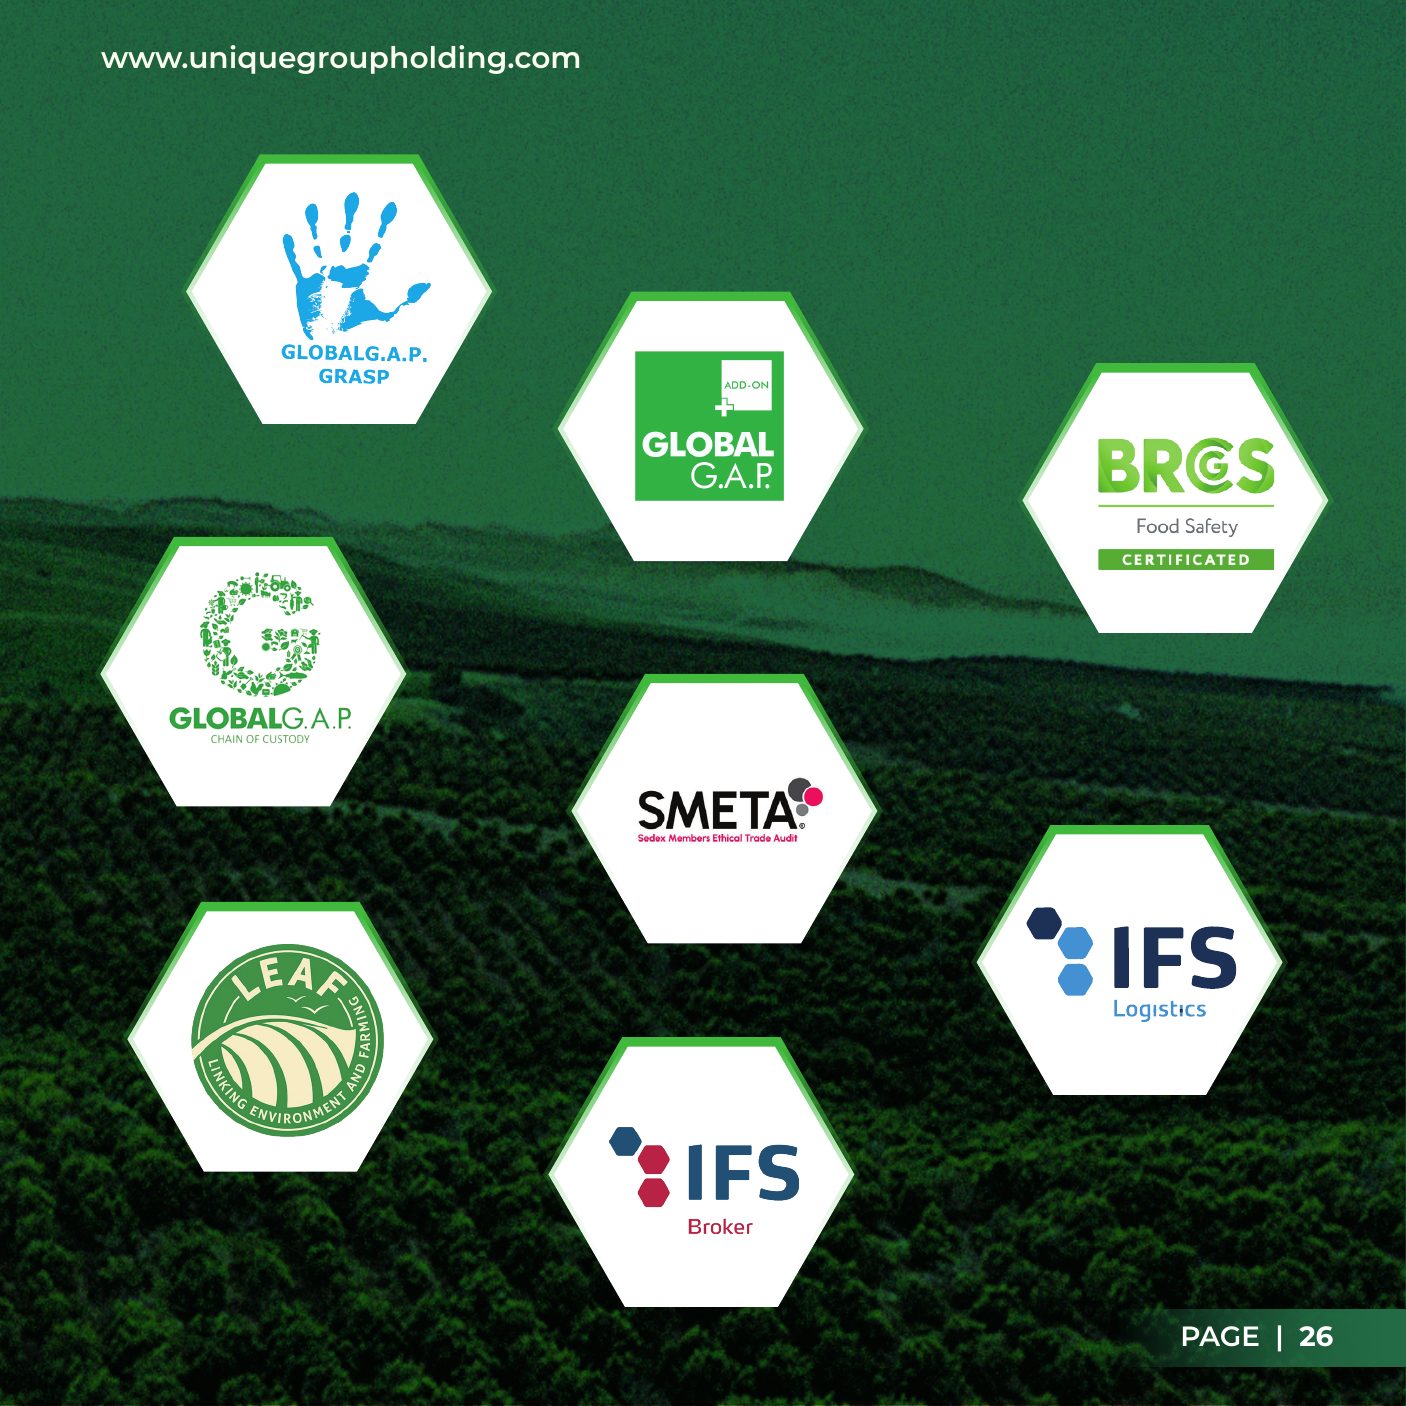 www.uniquegroupholding.com
GLOBALG.A.P.
GRASP
ADD-ON
GLOBAL
G.A.P.
BRCGS
Food Safety
CERTIFICATED
GLOBALG.A.P.
CHAIN OF CUSTODY
SMETA®
Sedex Members Ethical Trade Audit
IFS
Logistics
LEAF
LINKING ENVIRONMENT AND FARMING
IFS
Broker
PAGE | 26